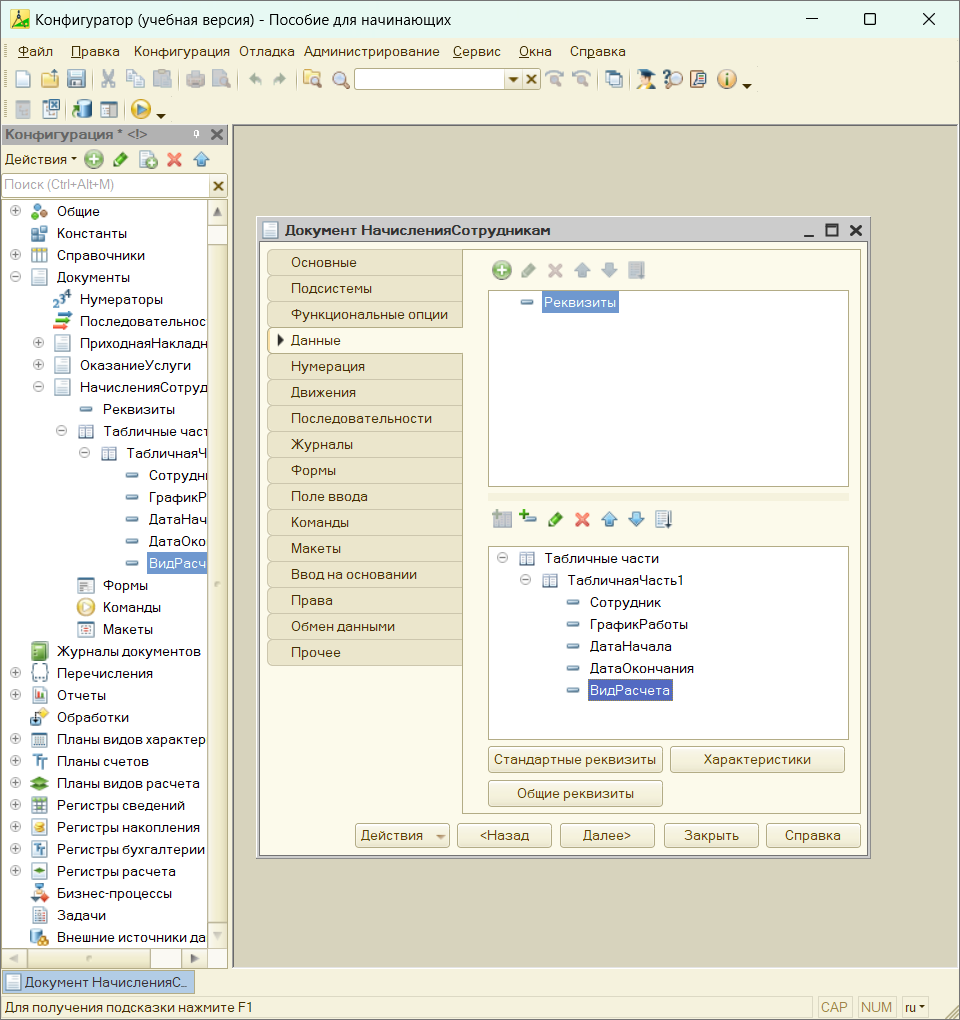 Конфигуратор (учебная версия) - Пособие для начинающих
Файл Правка Конфигурация Отладка Администрирование Сервис Окна Справка
Конфигурация * <!>
Действия
Поиск (Ctrl+Alt+M)
Общие
Константы
Справочники
Документы
Нумераторы
Последовательнос
ПриходнаяНакладн
ОказаниеУслуги
НачисленияСотруд
Реквизиты
Табличные част
ТабличнаяЧ
Сотрудн
ГрафикР
ДатаНач
ДатаОко
ВидРасч
Формы
Команды
Макеты
Журналы документов
Перечисления
Отчеты
Обработки
Планы видов характер
Планы счетов
Планы видов расчета
Регистры сведений
Регистры накопления
Регистры бухгалтерии
Регистры расчета
Бизнес-процессы
Задачи
Внешние источники да
Документ НачисленияСотрудникам
Основные
Подсистемы
Функциональные опции
Данные
Нумерация
Движения
Последовательности
Журналы
Формы
Поле ввода
Команды
Макеты
Ввод на основании
Права
Обмен данными
Прочее
Реквизиты
Табличные части
ТабличнаяЧасть1
Сотрудник
ГрафикРаботы
ДатаНачала
ДатаОкончания
ВидРасчета
Стандартные реквизиты Характеристики
Общие реквизиты
Действия <Назад Далее> Закрыть Справка
Документ НачисленияС...
Для получения подсказки нажмите F1 CAP NUM ru